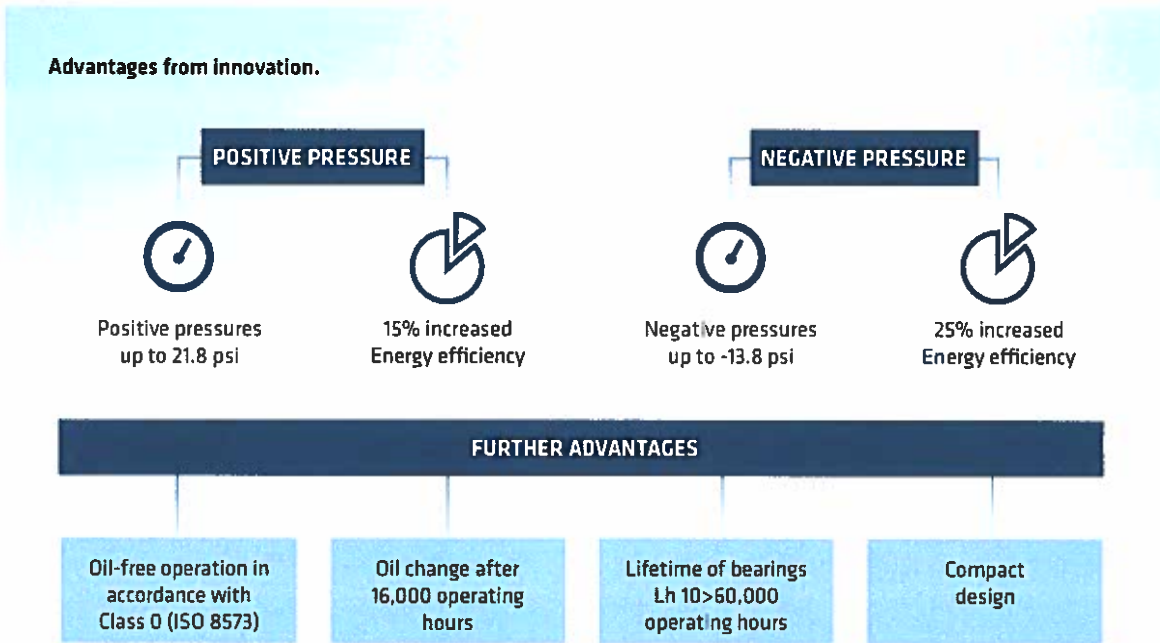 Advantages from innovation.
POSITIVE PRESSURE
NEGATIVE PRESSURE
Positive pressures
up to 21.8 psi
15% increased
Energy efficiency
Negative pressures
up to -13.8 psi
25% increased
Energy efficiency
FURTHER ADVANTAGES
Oil-free operation in
accordance with
Class 0 (ISO 8573)
Oil change after
16,000 operating
hours
Lifetime of bearings
Lh 10>60,000
operating hours
Compact
design